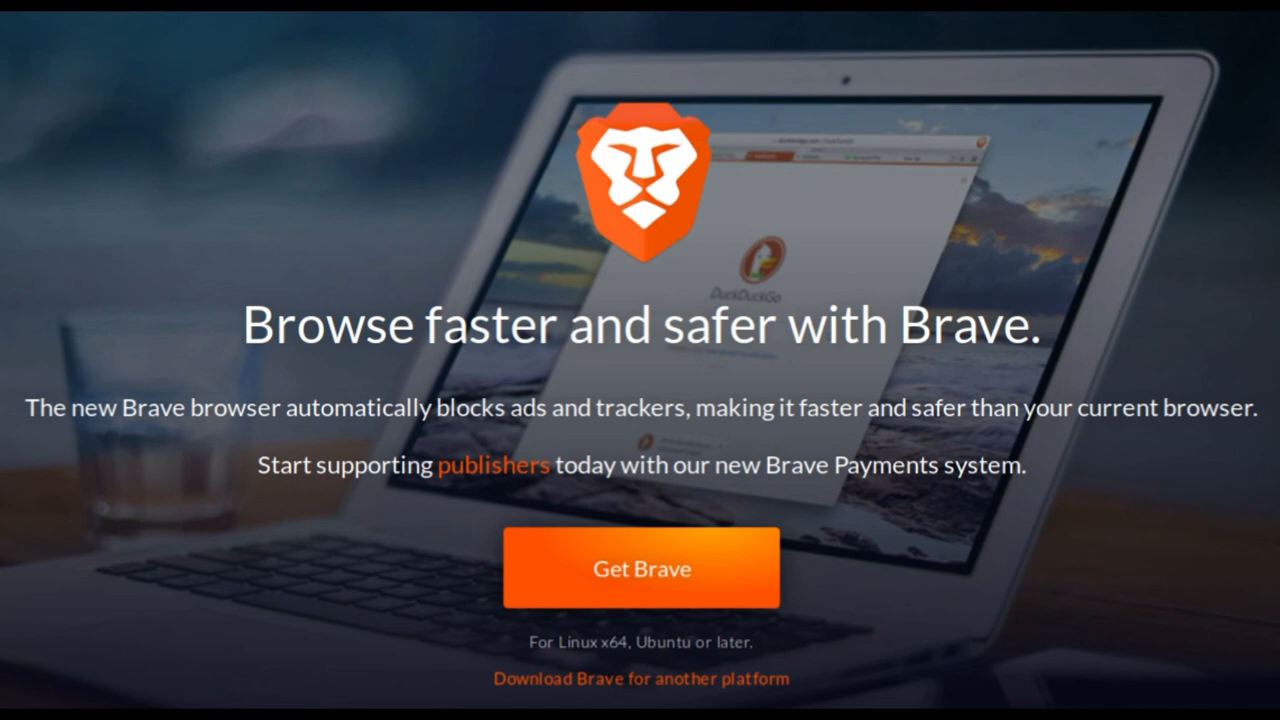 DuckDuckGo
Browse faster and safer with Brave.
The new Brave browser automatically blocks ads and trackers, making it faster and safer than your current browser.
Start supporting publishers today with our new Brave Payments system.
Get Brave
For Linux x64, Ubuntu or later.
Download Brave for another platform